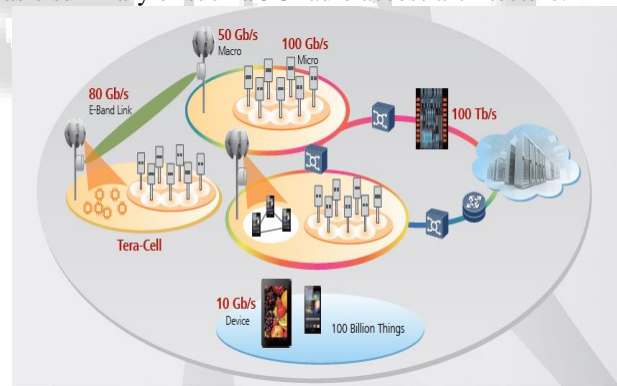 50 Gb/s
Macro
100 Gb/s
Micro
80 Gb/s
E-Band Link
100 Tb/s
Tera-Cell
10 Gb/s
Device
100 Billion Things